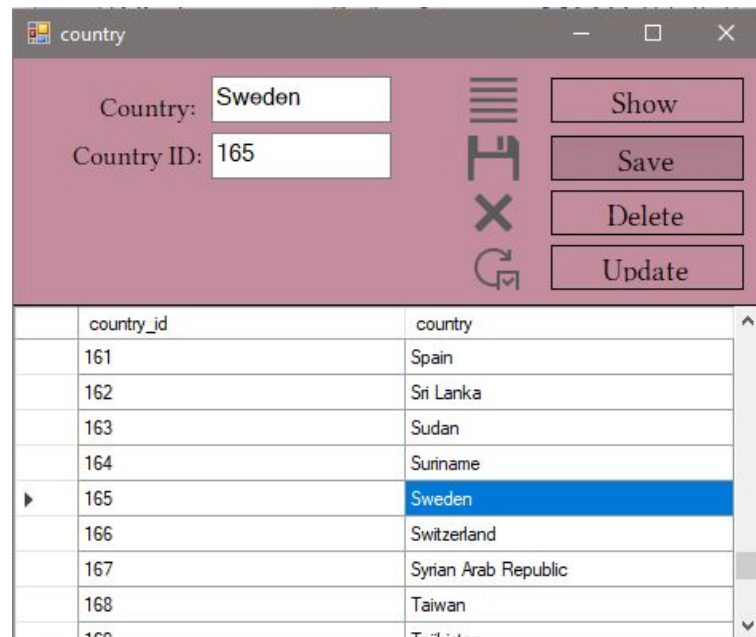 country
Country: Sweden Show
Country ID: 165 Save
Delete
Update
country_id country
161 Spain
162 Sri Lanka
163 Sudan
164 Suriname
165 Sweden
166 Switzerland
167 Syrian Arab Republic
168 Taiwan